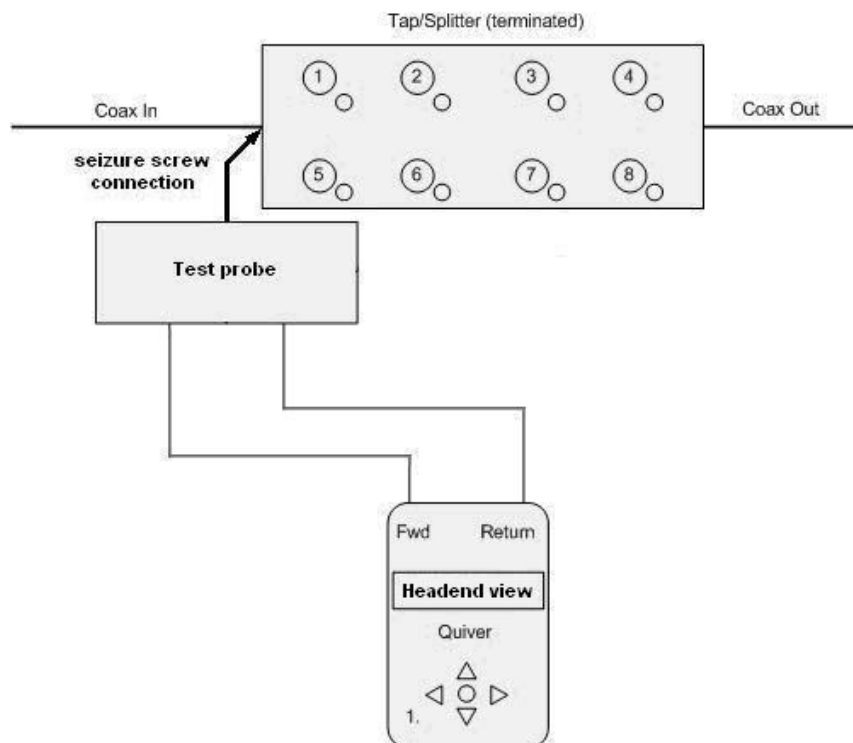 Tap/Splitter (terminated)
1 2 3 4
Coax In
Coax Out
seizure screw
connection
5 6 7 8
Test probe
Fwd Return
Headend view
Quiver
1.